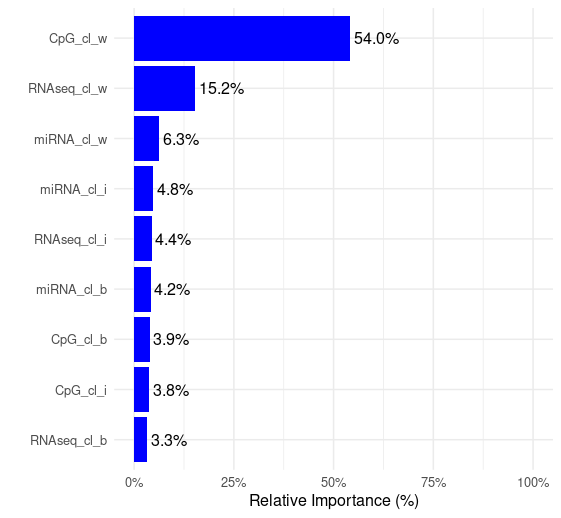 CpG_cl_w 54.0%
RNAseq_cl_w 15.2%
miRNA_cl_w 6.3%
miRNA_cl_i 4.8%
RNAseq_cl_i 4.4%
miRNA_cl_b 4.2%
CpG_cl_b 3.9%
CpG_cl_i 3.8%
RNAseq_cl_b 3.3%
0% 25% 50% 75% 100%
Relative Importance (%)